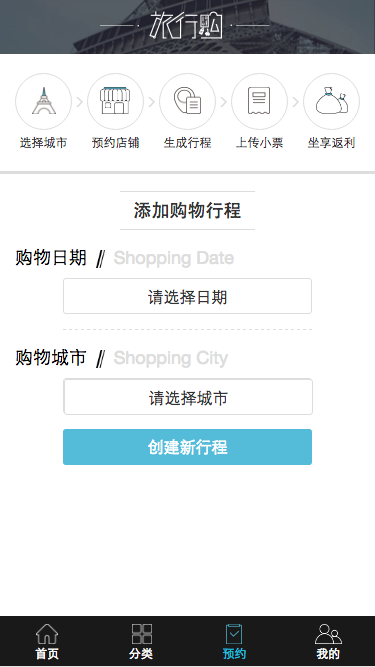 旅行购
选择城市
预约店铺
生成行程
上传小票
坐享返利
添加购物行程
购物日期 // Shopping Date
请选择日期
购物城市 // Shopping City
请选择城市
创建新行程
首页
分类
预约
我的